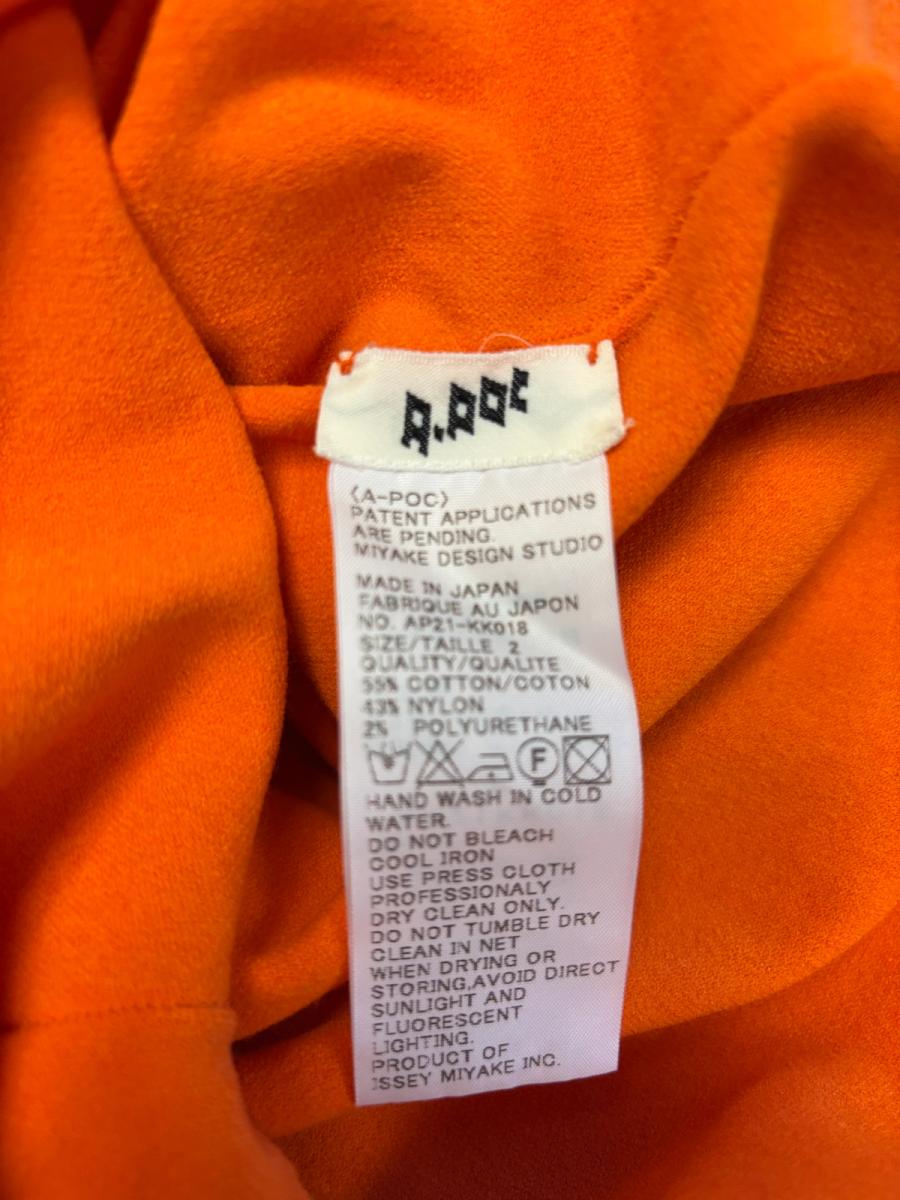 A.POC
〈A-POC〉
PATENT APPLICATIONS
ARE PENDING.
MIYAKE DESIGN STUDIO
MADE IN JAPAN
FABRIQUE AU JAPON
NO. AP21-KK018
SIZE/TAILLE 2
QUALITY/QUALITE
55% COTTON/COTON
43% NYLON
2% POLYURETHANE
F
HAND WASH IN COLD
WATER.
DO NOT BLEACH
COOL IRON
USE PRESS CLOTH
PROFESSIONALY
DRY CLEAN ONLY.
DO NOT TUMBLE DRY
CLEAN IN NET
WHEN DRYING OR
STORING,AVOID DIRECT
SUNLIGHT AND
FLUORESCENT
LIGHTING.
PRODUCT OF
ISSEY MIYAKE INC.